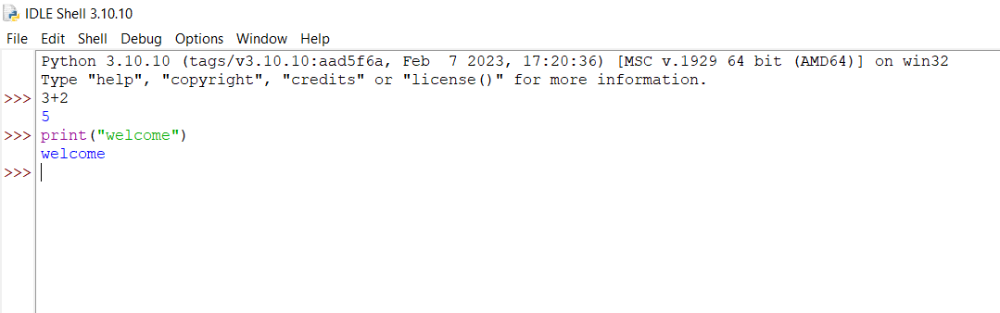 IDLE Shell 3.10.10
File Edit Shell Debug Options Window Help
Python 3.10.10 (tags/v3.10.10:aad5f6a, Feb  7 2023, 17:20:36) [MSC v.1929 64 bit (AMD64)] on win32
Type "help", "copyright", "credits" or "license()" for more information.
>>> 3+2
5
>>> print("welcome")
welcome
>>>